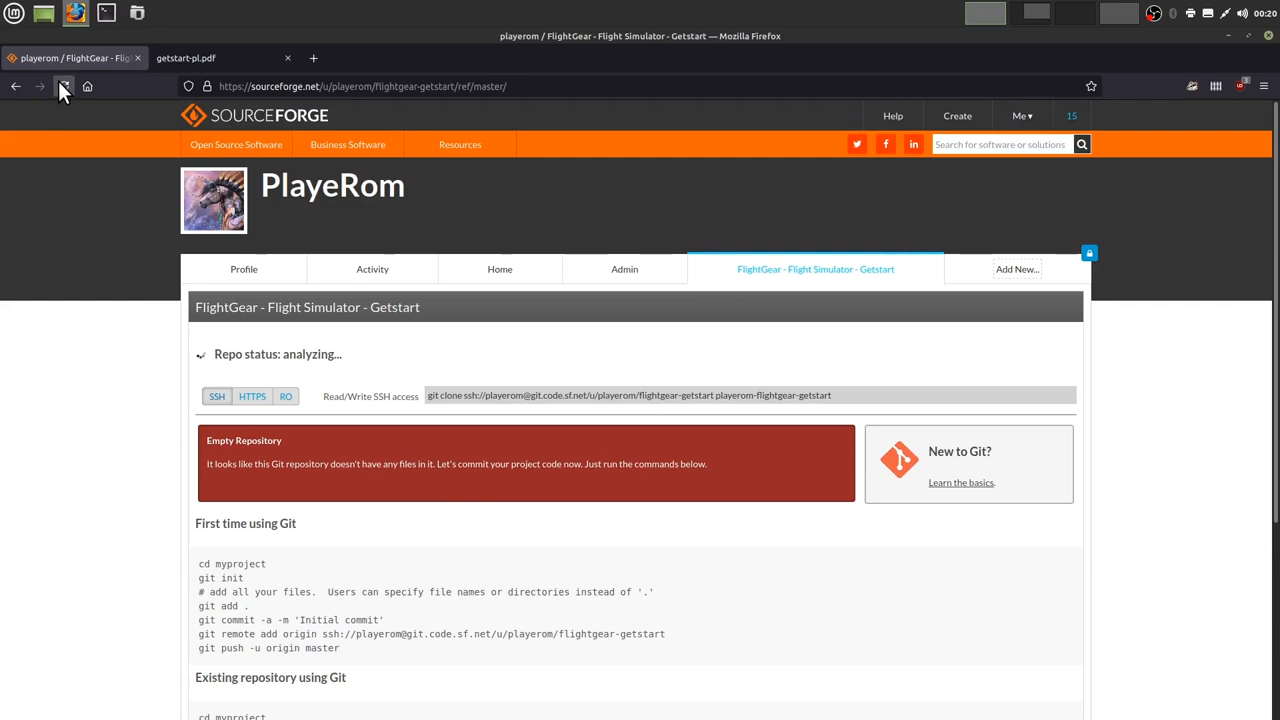 00:20
playerom / FlightGear - Flight Simulator - Getstart — Mozilla Firefox
playerom / FlightGear - Flig
getstart-pl.pdf
https://sourceforge.net/u/playerom/flightgear-getstart/ref/master/
3
SOURCEFORGE
Help
Create
Me ▾
15
Open Source Software
Business Software
Resources
Search for software or solutions
PlayeRom
Profile
Activity
Home
Admin
FlightGear - Flight Simulator - Getstart
Add New...
FlightGear - Flight Simulator - Getstart
Repo status: analyzing...
SSH
HTTPS
RO
Read/Write SSH access
git clone ssh://playerom@git.code.sf.net/u/playerom/flightgear-getstart playerom-flightgear-getstart
Empty Repository
It looks like this Git repository doesn't have any files in it. Let's commit your project code now. Just run the commands below.
New to Git?
Learn the basics.
First time using Git
cd myproject
git init
# add all your files.  Users can specify file names or directories instead of '.'
git add .
git commit -a -m 'Initial commit'
git remote add origin ssh://playerom@git.code.sf.net/u/playerom/flightgear-getstart
git push -u origin master
Existing repository using Git
cd myproject